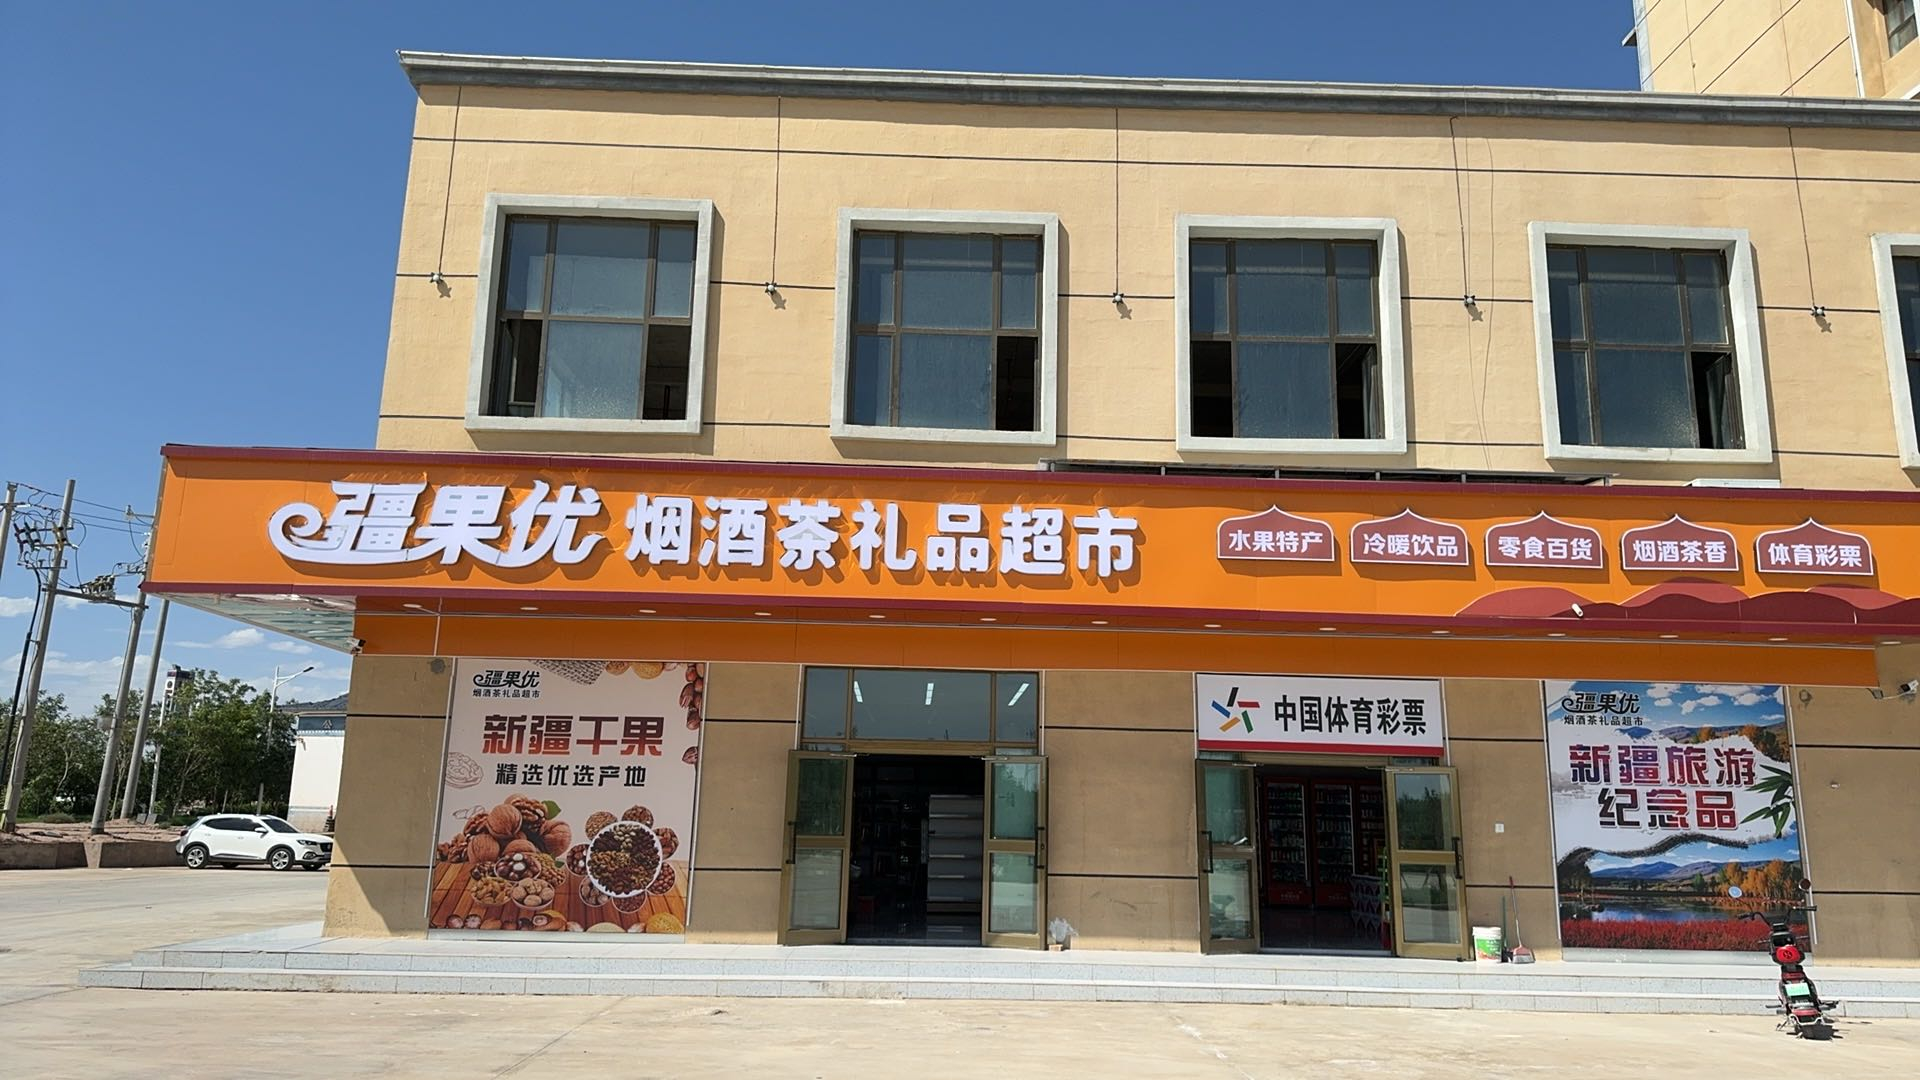 疆果优 烟酒茶礼品超市
水果特产 冷暖饮品 零食百货 烟酒茶香 体育彩票
疆果优
烟酒茶礼品超市
新疆干果
精选优选产地
中国体育彩票
疆果优
烟酒茶礼品超市
新疆旅游
纪念品
公